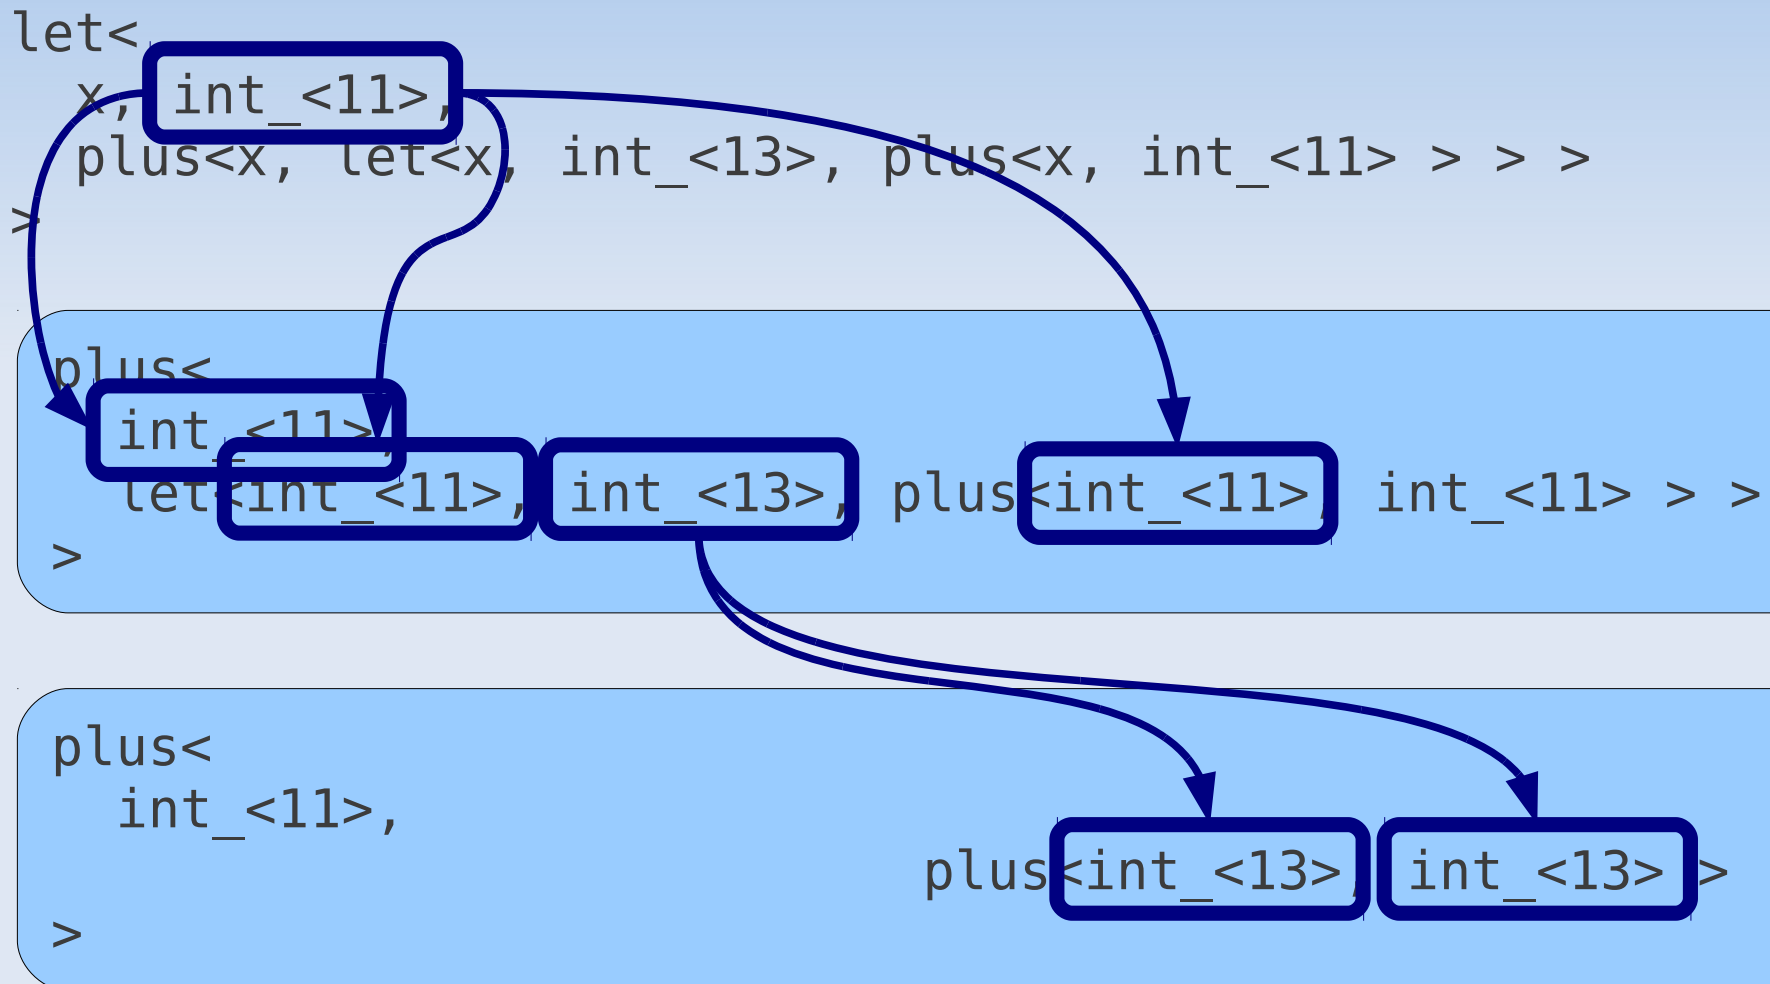 let<
x, int_<11>,
plus<x, let<x, int_<13>, plus<x, int_<11> > > >
>
plus<
int_<11>,
let<int_<11>, int_<13>, plus<int_<11>, int_<11> > >
>
plus<
int_<11>,
plus<int_<13>, int_<13> >
>